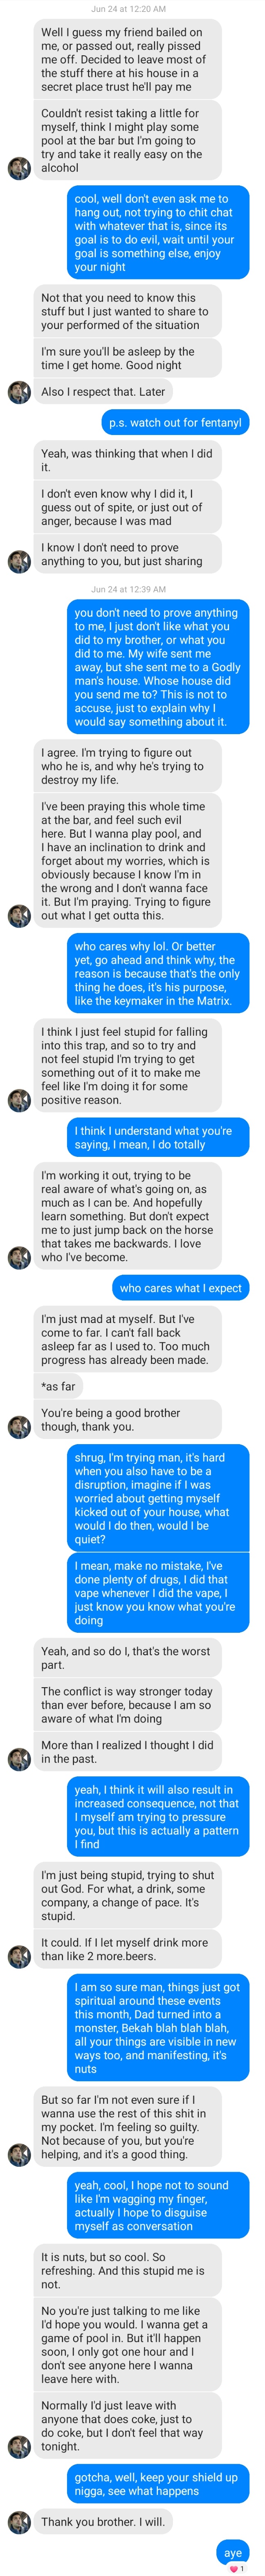 Jun 24 at 12:20 AM
Well I guess my friend bailed on
me, or passed out, really pissed
me off. Decided to leave most of
the stuff there at his house in a
secret place trust he'll pay me
Couldn't resist taking a little for
myself, think I might play some
pool at the bar but I'm going to
try and take it really easy on the
alcohol
cool, well don't even ask me to
hang out, not trying to chit chat
with whatever that is, since its
goal is to do evil, wait until your
goal is something else, enjoy
your night
Not that you need to know this
stuff but I just wanted to share to
your performed of the situation
I'm sure you'll be asleep by the
time I get home. Good night
Also I respect that. Later
p.s. watch out for fentanyl
Yeah, was thinking that when I did
it.
I don't even know why I did it, I
guess out of spite, or just out of
anger, because I was mad
I know I don't need to prove
anything to you, but just sharing
Jun 24 at 12:39 AM
you don't need to prove anything
to me, I just don't like what you
did to my brother, or what you
did to me. My wife sent me
away, but she sent me to a Godly
man's house. Whose house did
you send me to? This is not to
accuse, just to explain why I
would say something about it.
I agree. I'm trying to figure out
who he is, and why he's trying to
destroy my life.
I've been praying this whole time
at the bar, and feel such evil
here. But I wanna play pool, and
I have an inclination to drink and
forget about my worries, which is
obviously because I know I'm in
the wrong and I don't wanna face
it. But I'm praying. Trying to figure
out what I get outta this.
who cares why lol. Or better
yet, go ahead and think why, the
reason is because that's the only
thing he does, it's his purpose,
like the keymaker in the Matrix.
I think I just feel stupid for falling
into this trap, and so to try and
not feel stupid I'm trying to get
something out of it to make me
feel like I'm doing it for some
positive reason.
I think I understand what you're
saying, I mean, I do totally
I'm working it out, trying to be
real aware of what's going on, as
much as I can be. And hopefully
learn something. But don't expect
me to just jump back on the horse
that takes me backwards. I love
who I've become.
who cares what I expect
I'm just mad at myself. But I've
come to far. I can't fall back
asleep far as I used to. Too much
progress has already been made.
*as far
You're being a good brother
though, thank you.
shrug, I'm trying man, it's hard
when you also have to be a
disruption, imagine if I was
worried about getting myself
kicked out of your house, what
would I do then, would I be
quiet?
I mean, make no mistake, I've
done plenty of drugs, I did that
vape whenever I did the vape, I
just know you know what you're
doing
Yeah, and so do I, that's the worst
part.
The conflict is way stronger today
than ever before, because I am so
aware of what I'm doing
More than I realized I thought I did
in the past.
yeah, I think it will also result in
increased consequence, not that
I myself am trying to pressure
you, but this is actually a pattern
I find
I'm just being stupid, trying to shut
out God. For what, a drink, some
company, a change of pace. It's
stupid.
It could. If I let myself drink more
than like 2 more.beers.
I am so sure man, things just got
spiritual around these events
this month, Dad turned into a
monster, Bekah blah blah blah,
all your things are visible in new
ways too, and manifesting, it's
nuts
But so far I'm not even sure if I
wanna use the rest of this shit in
my pocket. I'm feeling so guilty.
Not because of you, but you're
helping, and it's a good thing.
yeah, cool, I hope not to sound
like I'm wagging my finger,
actually I hope to disguise
myself as conversation
It is nuts, but so cool. So
refreshing. And this stupid me is
not.
No you're just talking to me like
I'd hope you would. I wanna get a
game of pool in. But it'll happen
soon, I only got one hour and I
don't see anyone here I wanna
leave here with.
Normally I'd just leave with
anyone that does coke, just to
do coke, but I don't feel that way
tonight.
gotcha, well, keep your shield up
nigga, see what happens
Thank you brother. I will.
aye
1